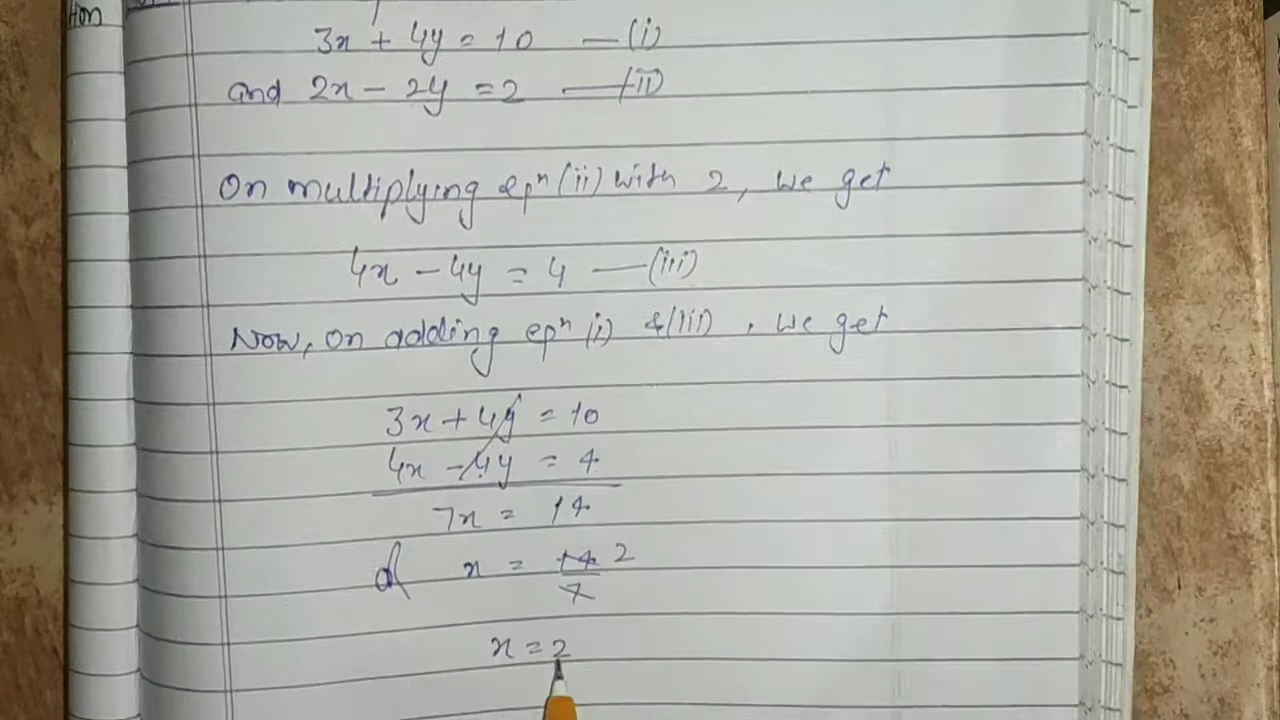 tion
3x + 4y = 10 — (i)
and 2x - 2y = 2 — (ii)
On multiplying eqⁿ (ii) with 2, we get
4x - 4y = 4 — (iii)
Now, on adding eqⁿ (i) & (iii), we get
3x + 4y = 10
4x - 4y = 4
7x = 14
or x = 14/7 2
x = 2